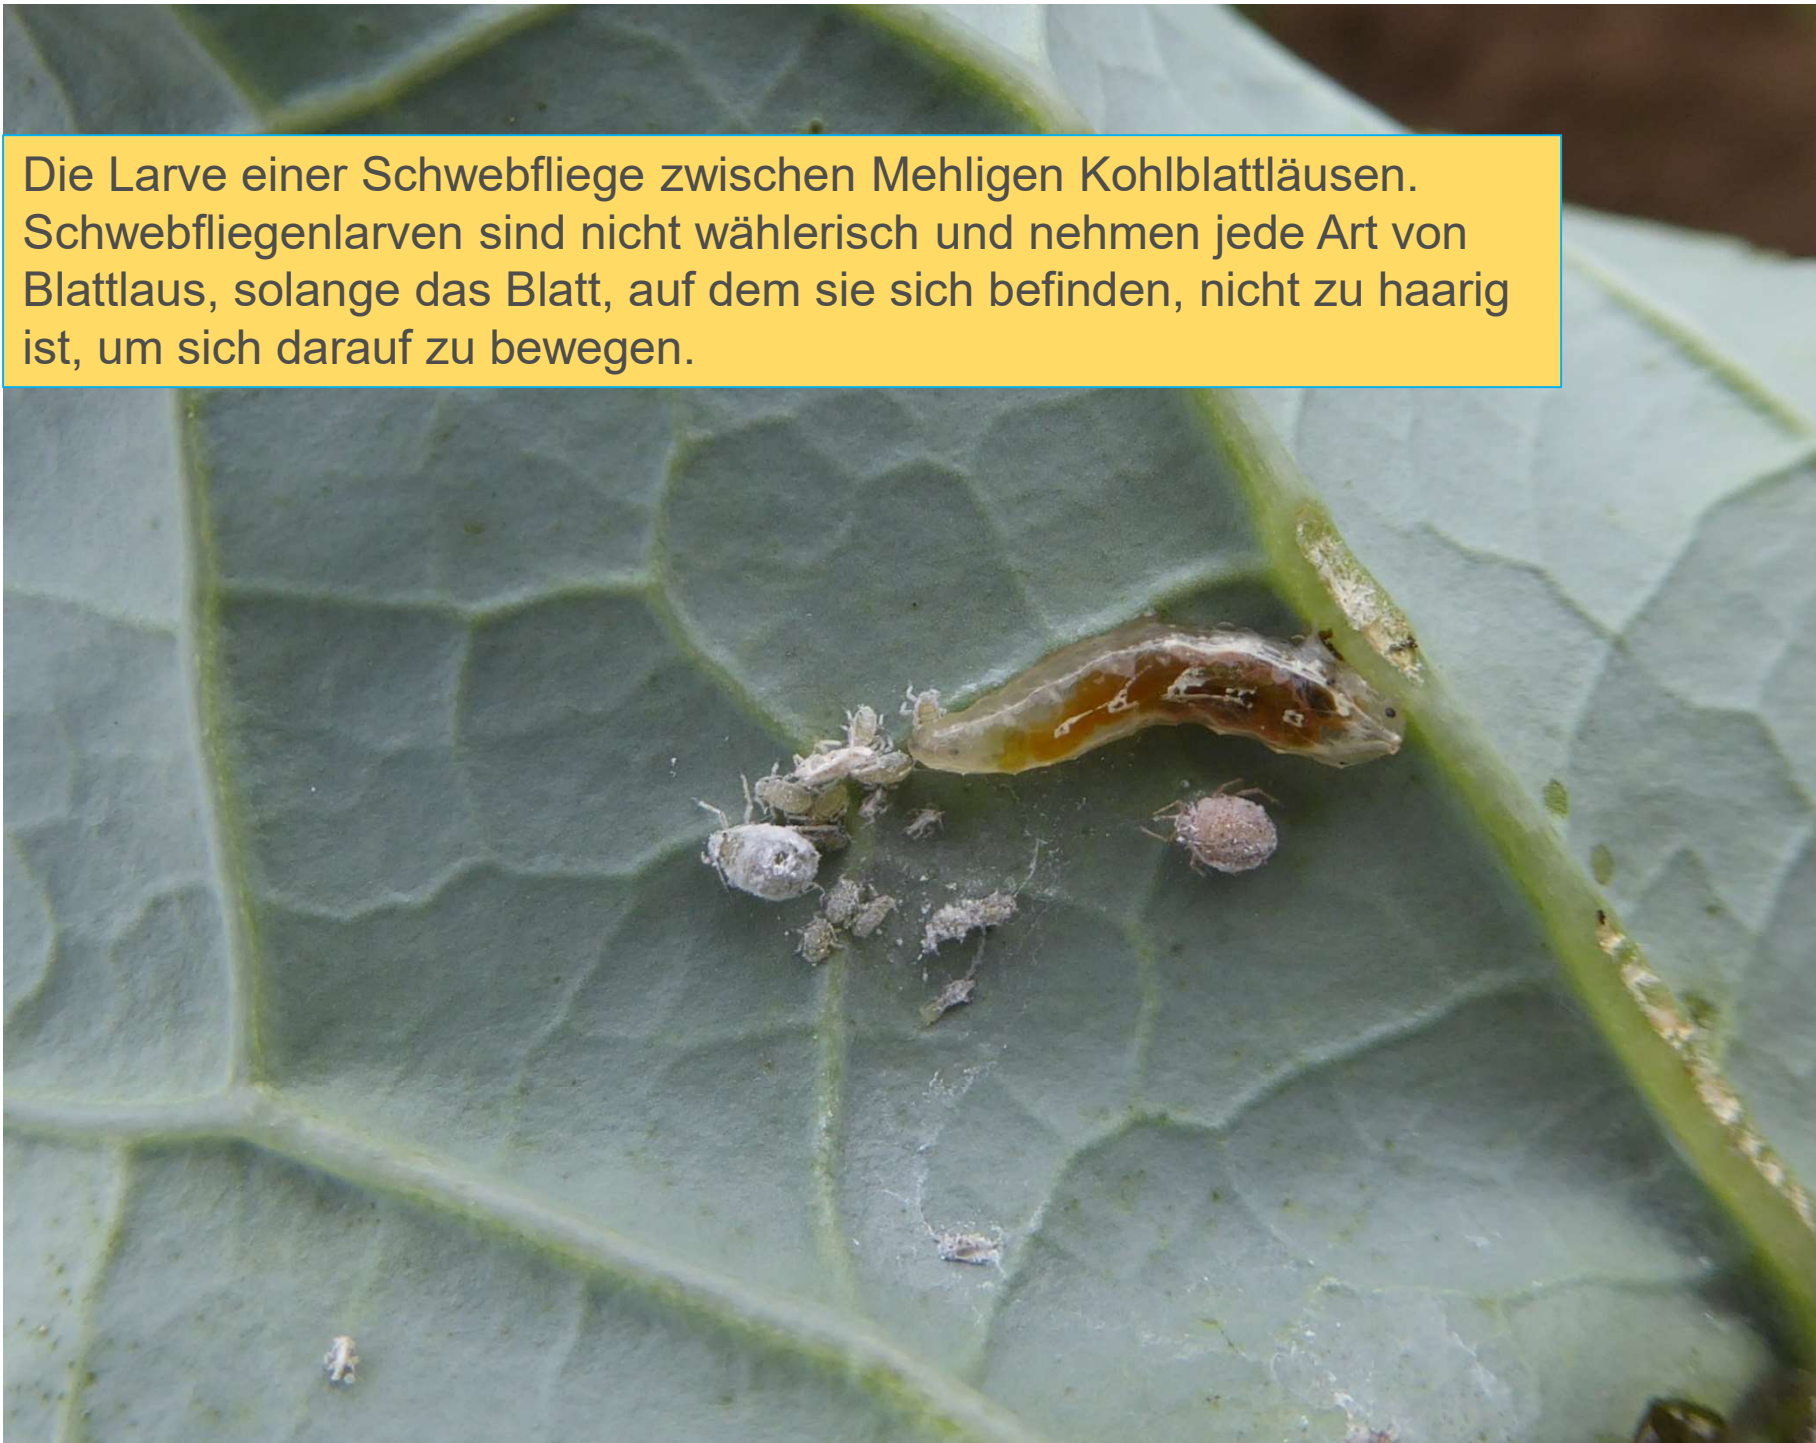 Die Larve einer Schwebfliege zwischen Mehligen Kohlblattläusen.
Schwebfliegenlarven sind nicht wählerisch und nehmen jede Art von
Blattlaus, solange das Blatt, auf dem sie sich befinden, nicht zu haarig
ist, um sich darauf zu bewegen.